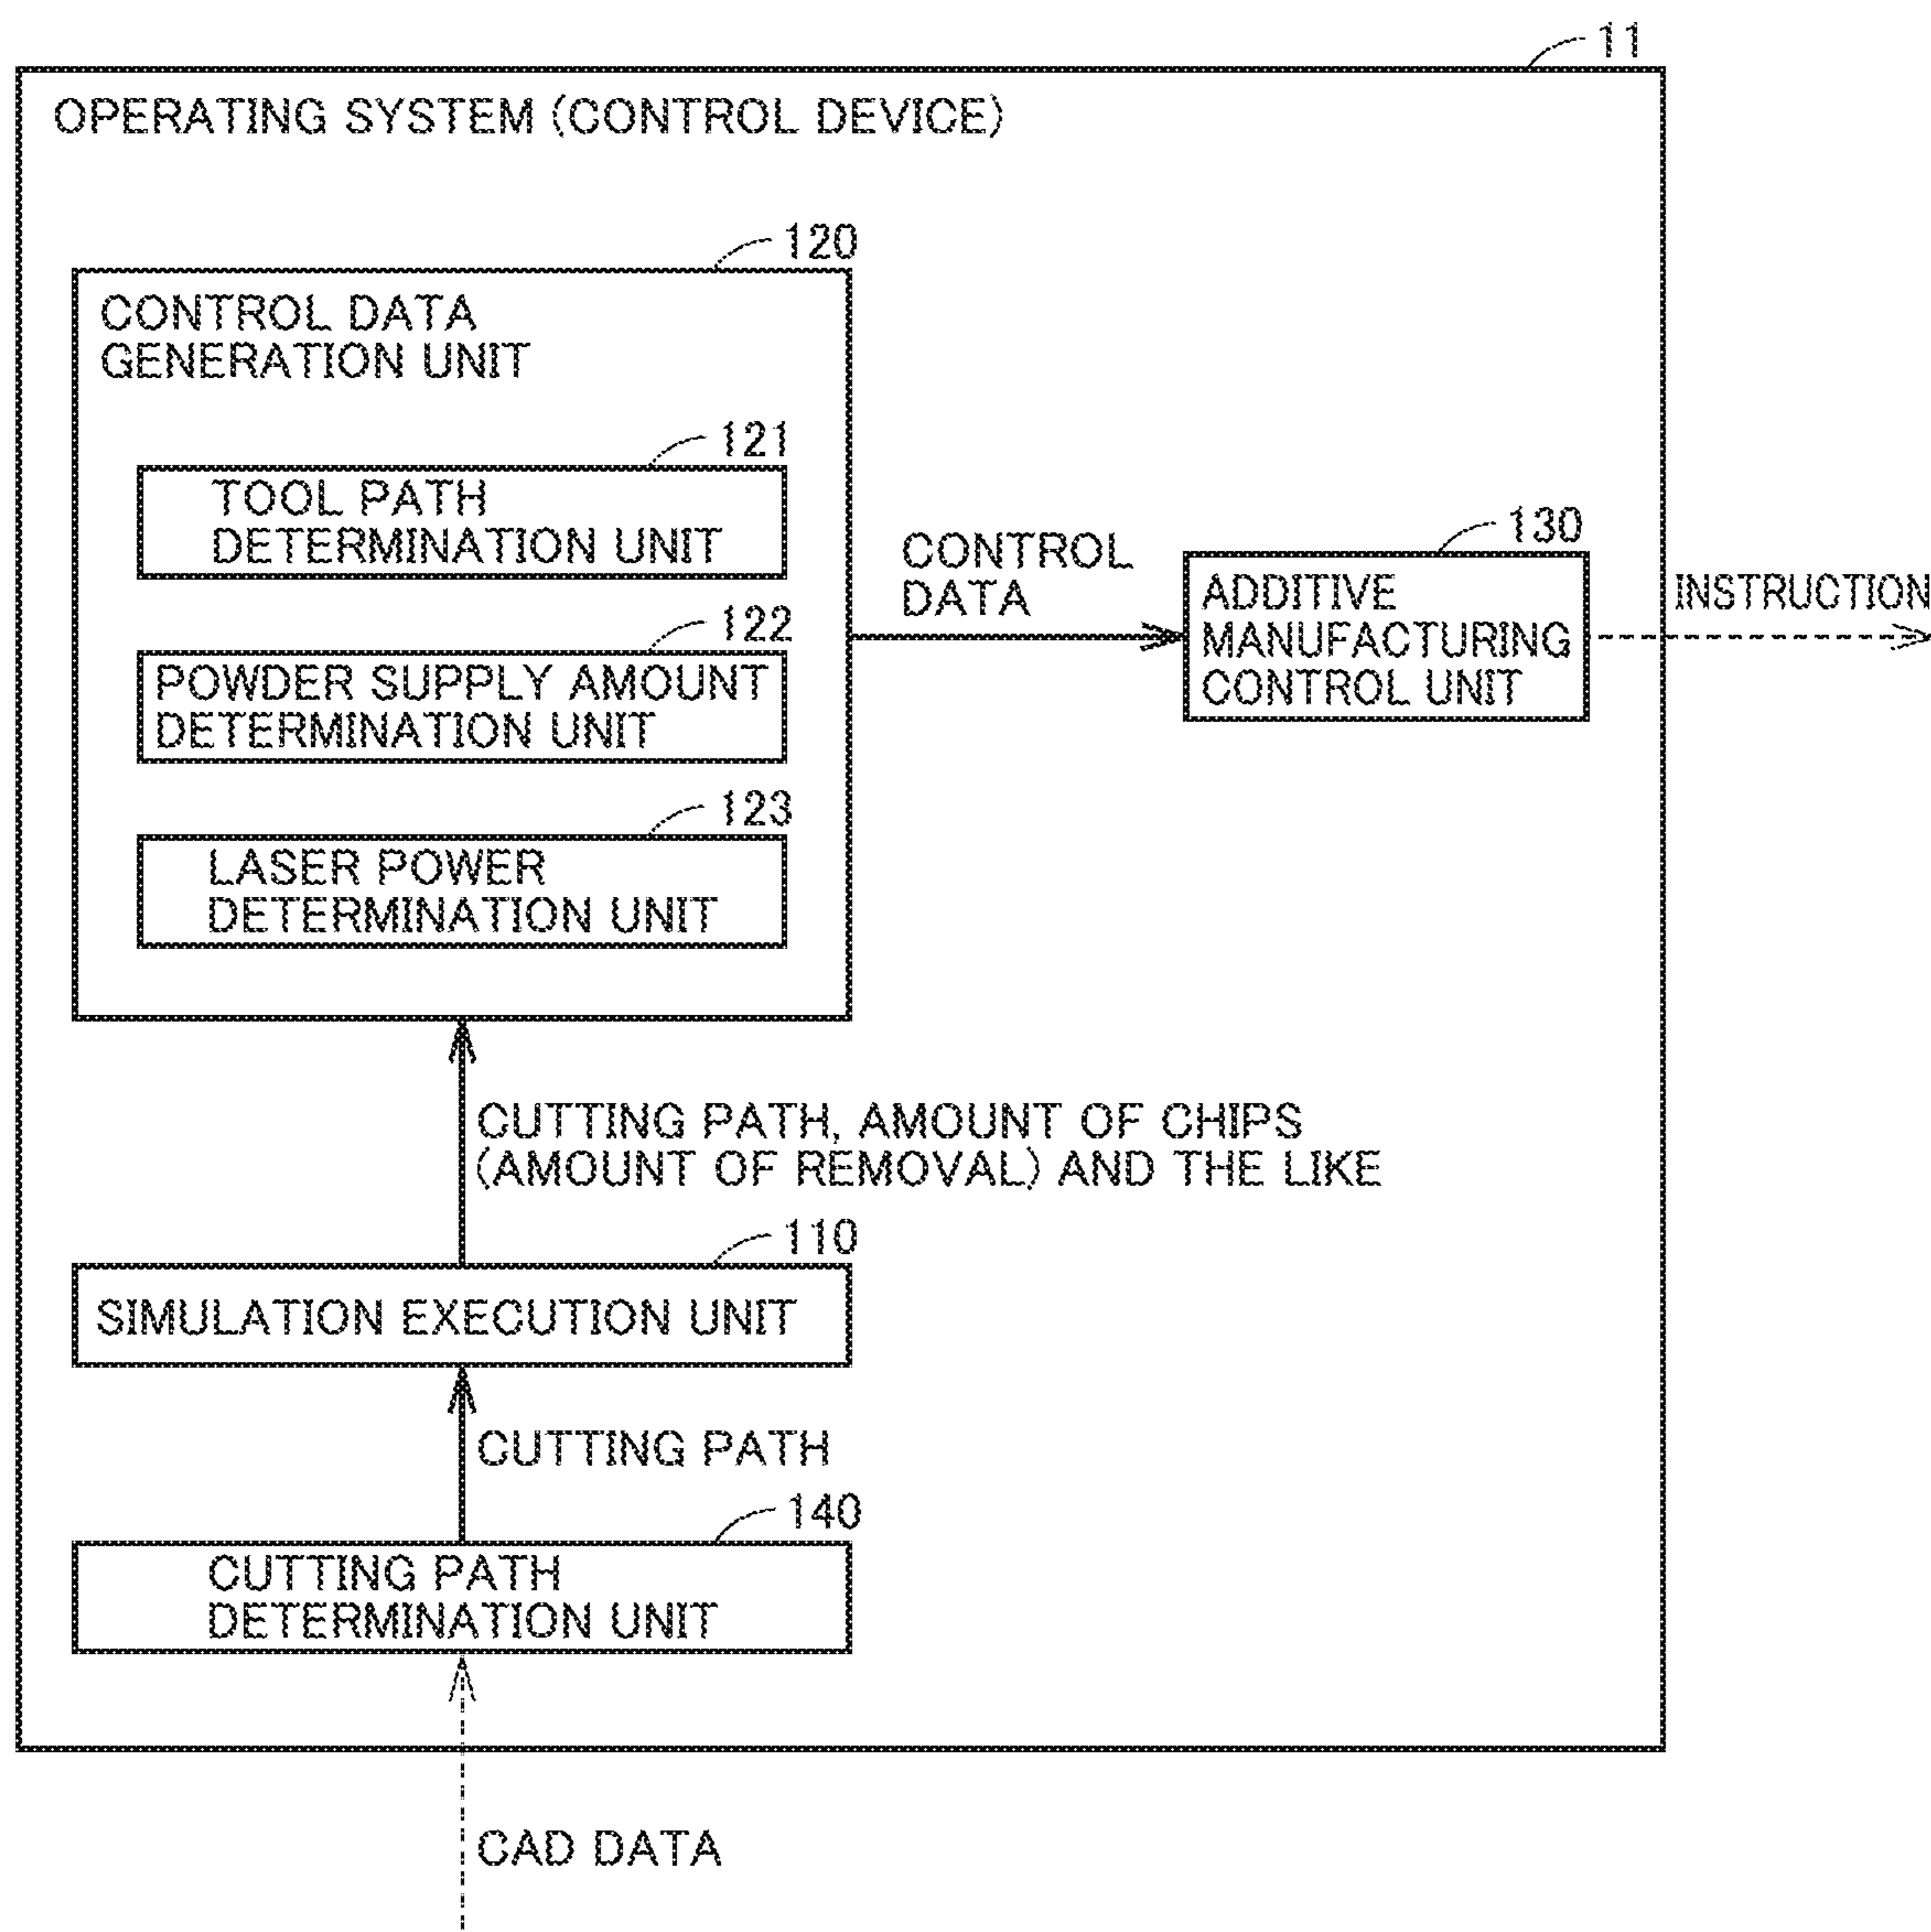 11
OPERATING SYSTEM (CONTROL DEVICE)
120
CONTROL DATA
GENERATION UNIT
121
TOOL PATH
DETERMINATION UNIT
122
POWDER SUPPLY AMOUNT
DETERMINATION UNIT
123
LASER POWER
DETERMINATION UNIT
CONTROL
DATA
130
ADDITIVE
MANUFACTURING
CONTROL UNIT
INSTRUCTION
CUTTING PATH, AMOUNT OF CHIPS
(AMOUNT OF REMOVAL) AND THE LIKE
110
SIMULATION EXECUTION UNIT
CUTTING PATH
140
CUTTING PATH
DETERMINATION UNIT
CAD DATA